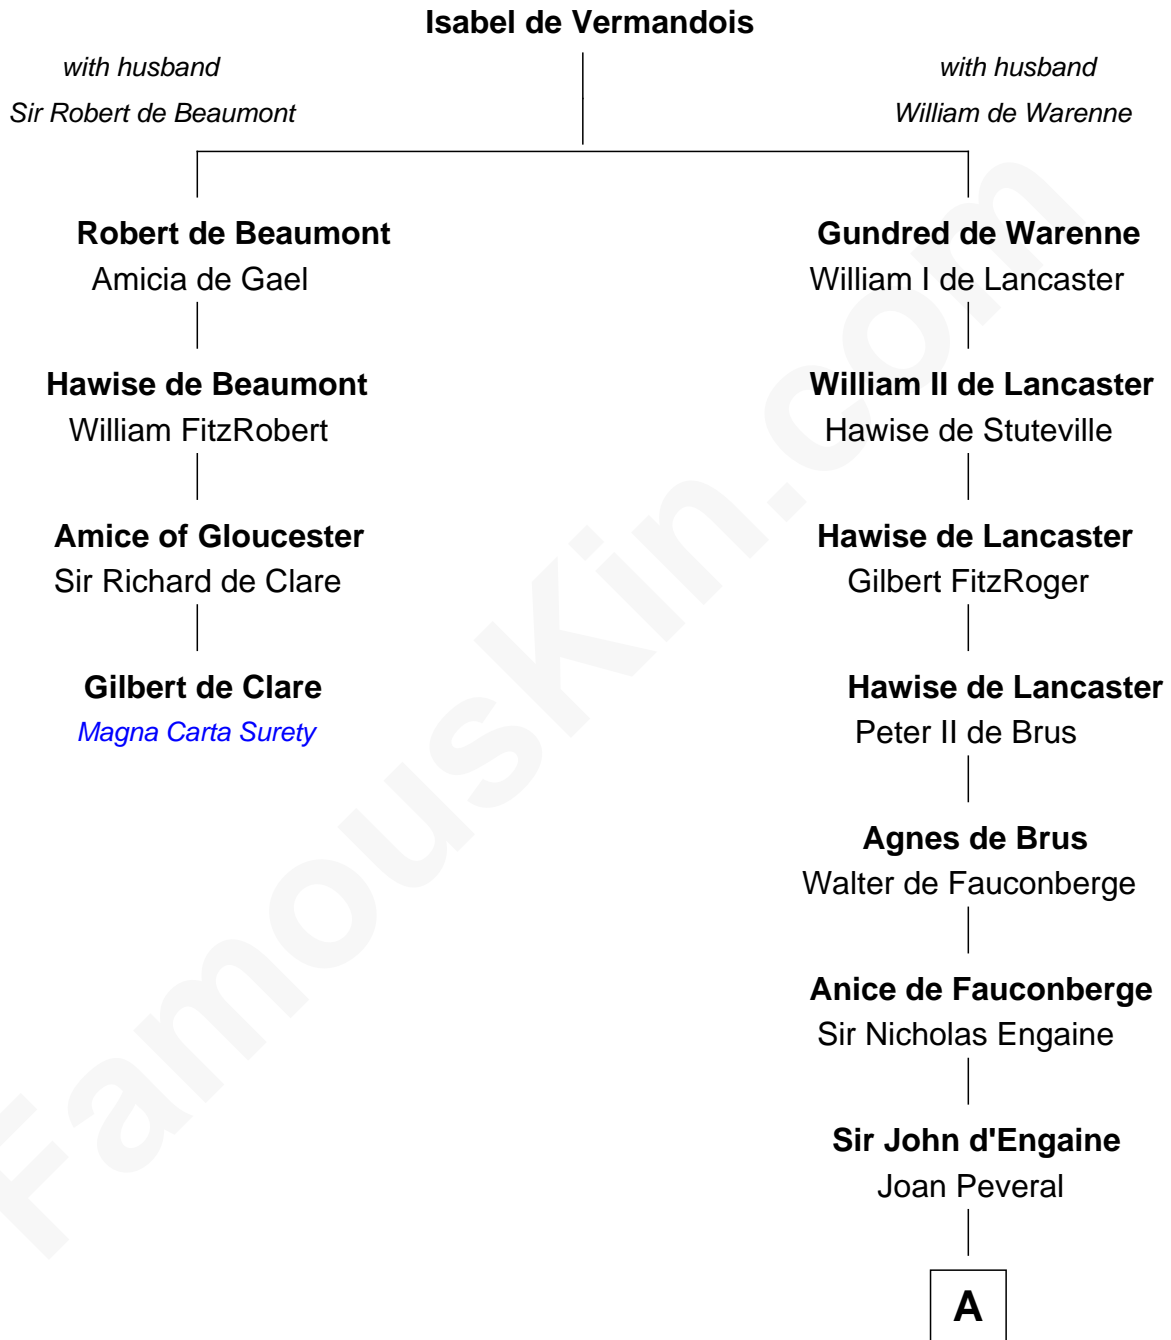 Isabel de Vermandois
with husband
Sir Robert de Beaumont
with husband
William de Warenne
Robert de Beaumont
Amicia de Gael
Gundred de Warenne
William I de Lancaster
Hawise de Beaumont
William FitzRobert
William II de Lancaster
Hawise de Stuteville
Amice of Gloucester
Sir Richard de Clare
Hawise de Lancaster
Gilbert FitzRoger
Gilbert de Clare
Magna Carta Surety
Hawise de Lancaster
Peter II de Brus
Agnes de Brus
Walter de Fauconberge
Anice de Fauconberge
Sir Nicholas Engaine
Sir John d'Engaine
Joan Peveral
A
FamousKin.com